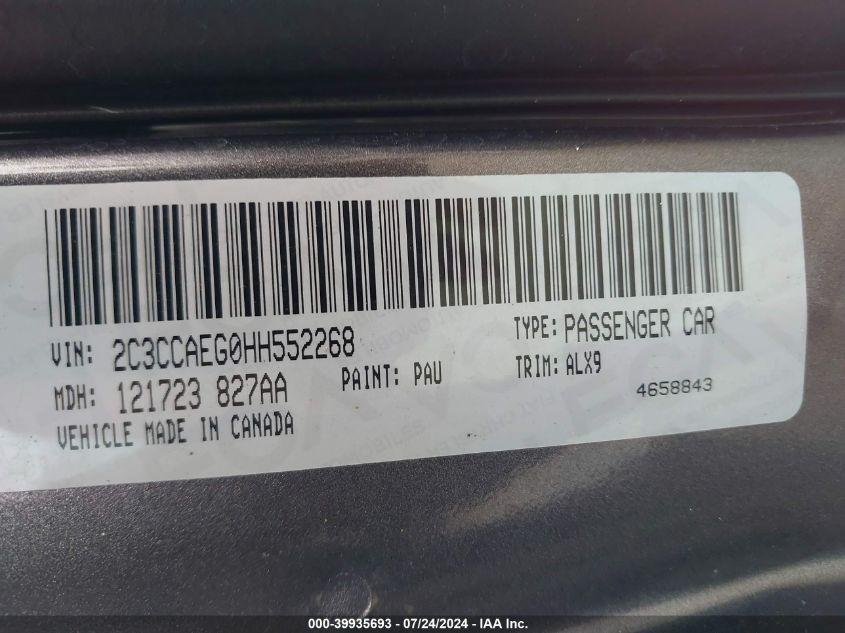 VIN: 2C3CCAEG0HH552268 TYPE: PASSENGER CAR
MDH: 121723 827AA PAINT: PAU TRIM: ALX9
VEHICLE MADE IN CANADA 4658843
000-39935693 - 07/24/2024 - IAA Inc.